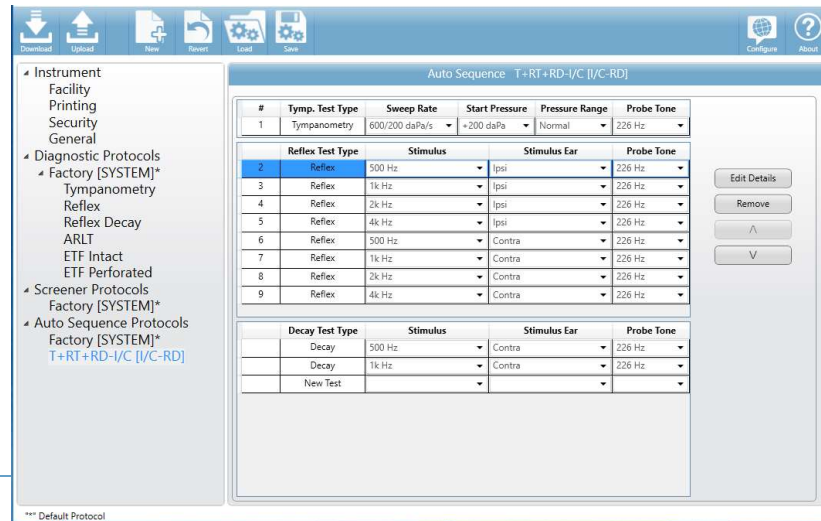 Download Upload New Revert Load Save Configure About
Instrument
Facility
Printing
Security
General
Diagnostic Protocols
Factory [SYSTEM]*
Tympanometry
Reflex
Reflex Decay
ARLT
ETF Intact
ETF Perforated
Screener Protocols
Factory [SYSTEM]*
Auto Sequence Protocols
Factory [SYSTEM]*
T+RT+RD-I/C [I/C-RD]
Auto Sequence T+RT+RD-I/C [I/C-RD]
# Tymp. Test Type Sweep Rate Start Pressure Pressure Range Probe Tone
1 Tympanometry 600/200 daPa/s +200 daPa Normal 226 Hz
Reflex Test Type Stimulus Stimulus Ear Probe Tone
2 Reflex 500 Hz Ipsi 226 Hz
3 Reflex 1k Hz Ipsi 226 Hz
4 Reflex 2k Hz Ipsi 226 Hz
5 Reflex 4k Hz Ipsi 226 Hz
6 Reflex 500 Hz Contra 226 Hz
7 Reflex 1k Hz Contra 226 Hz
8 Reflex 2k Hz Contra 226 Hz
9 Reflex 4k Hz Contra 226 Hz
Decay Test Type Stimulus Stimulus Ear Probe Tone
Decay 500 Hz Contra 226 Hz
Decay 1k Hz Contra 226 Hz
New Test
Edit Details
Remove
"*" Default Protocol